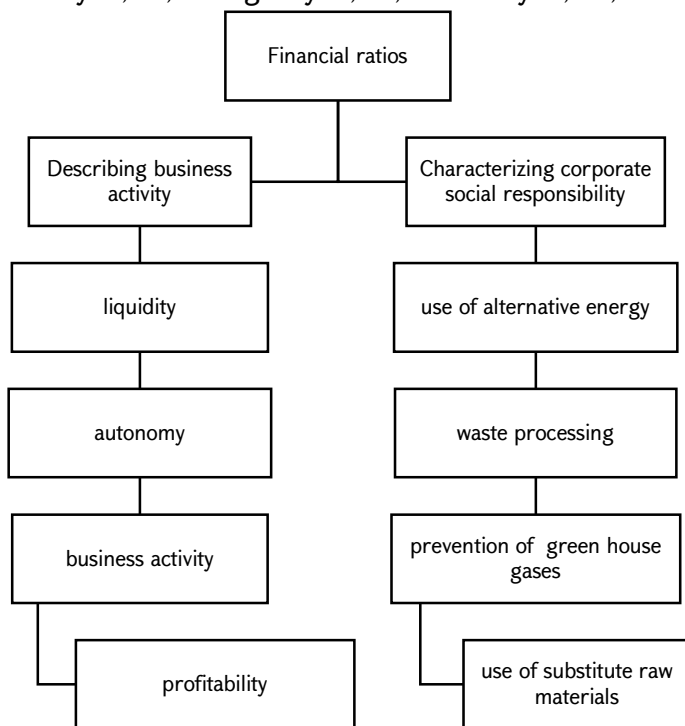 Financial ratios
Describing business
activity
Characterizing corporate
social responsibility
liquidity
use of alternative energy
autonomy
waste processing
business activity
prevention of green house
gases
profitability
use of substitute raw
materials